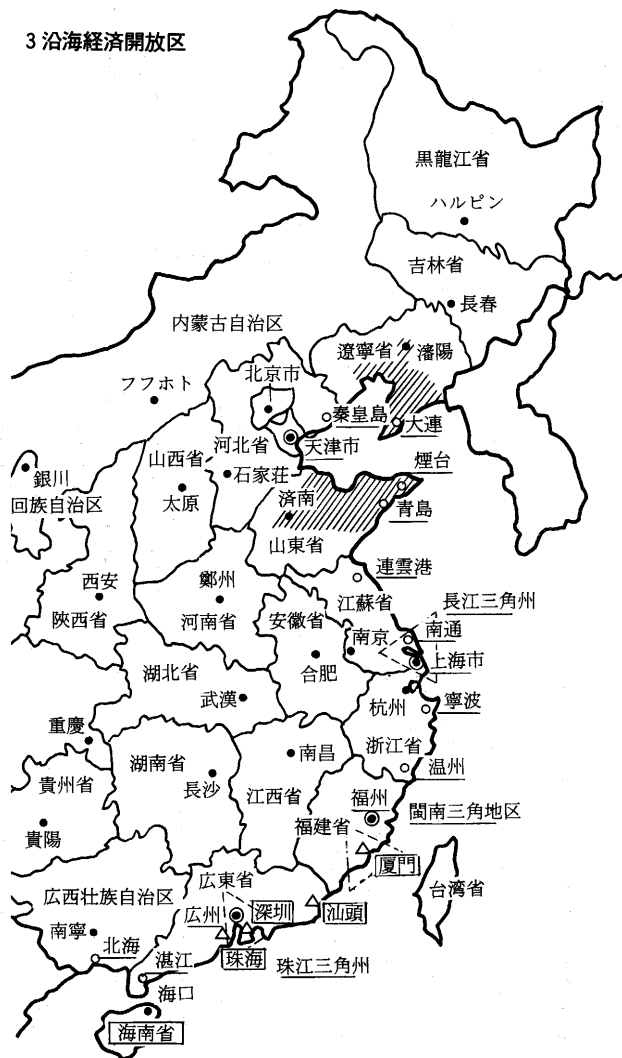 3 沿海経済開放区
黒龍江省
ハルピン
吉林省
長春
内蒙古自治区
遼寧省
瀋陽
北京市
フフホト
秦皇島
大連
河北省
天津市
山西省
石家荘
煙台
銀川
済南
回族自治区
太原
青島
山東省
連雲港
西安
鄭州
江蘇省
長江三角州
陝西省
河南省
安徽省
南京
南通
湖北省
合肥
上海市
武漢
杭州
寧波
重慶
浙江省
湖南省
南昌
温州
貴州省
長沙
江西省
福州
閩南三角地区
貴陽
福建省
厦門
広東省
台湾省
広西壮族自治区
広州
深圳
汕頭
南寧
北海
湛江
珠海
珠江三角州
海口
海南省